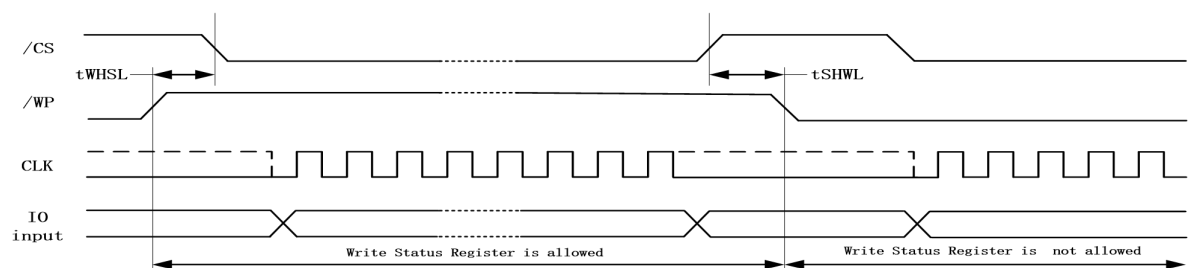 /CS
tWHSL
tSHWL
/WP
CLK
IO
input
Write Status Register is allowed
Write Status Register is not allowed